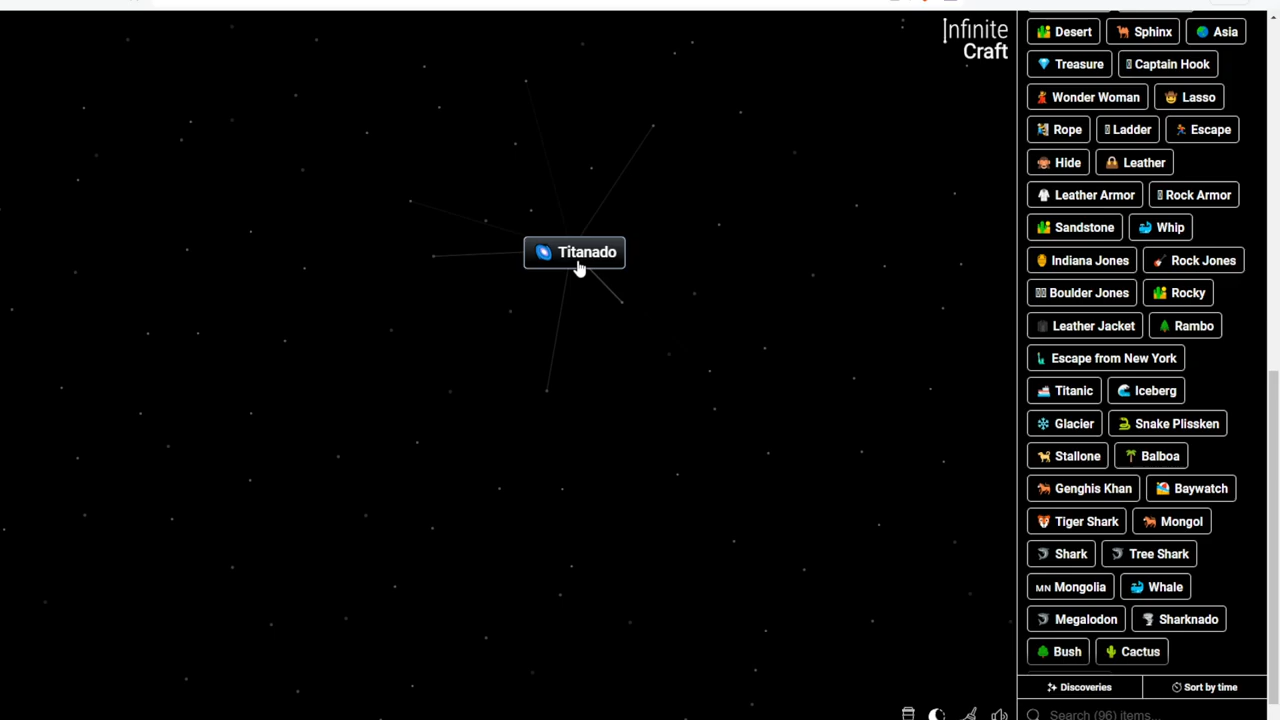 Infinite
Craft
Titanado
Desert Sphinx Asia
Treasure Captain Hook
Wonder Woman Lasso
Rope Ladder Escape
Hide Leather
Leather Armor Rock Armor
Sandstone Whip
Indiana Jones Rock Jones
Boulder Jones Rocky
Leather Jacket Rambo
Escape from New York
Titanic Iceberg
Glacier Snake Plissken
Stallone Balboa
Genghis Khan Baywatch
Tiger Shark Mongol
Shark Tree Shark
MN Mongolia Whale
Megalodon Sharknado
Bush Cactus
Discoveries Sort by time
Search (96) items...